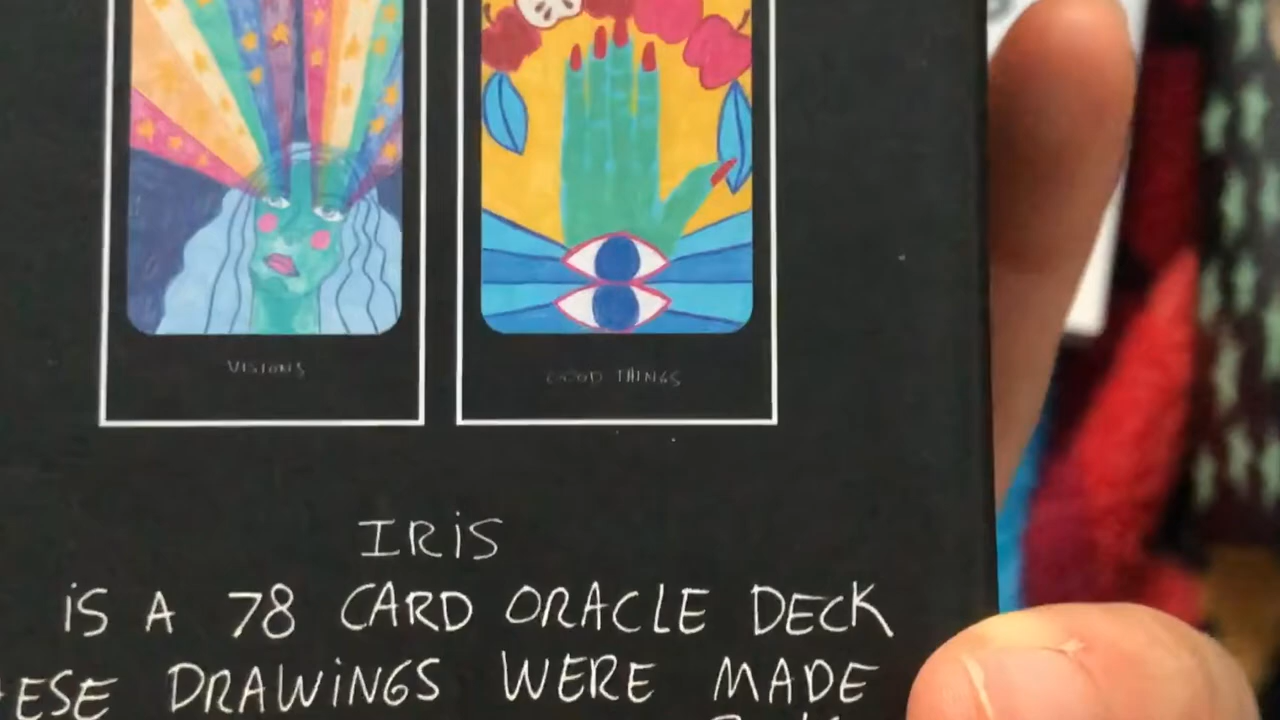 VISIONS
GOOD THINGS
IRIS
IS A 78 CARD ORACLE DECK
DRAWINGS WERE MADE